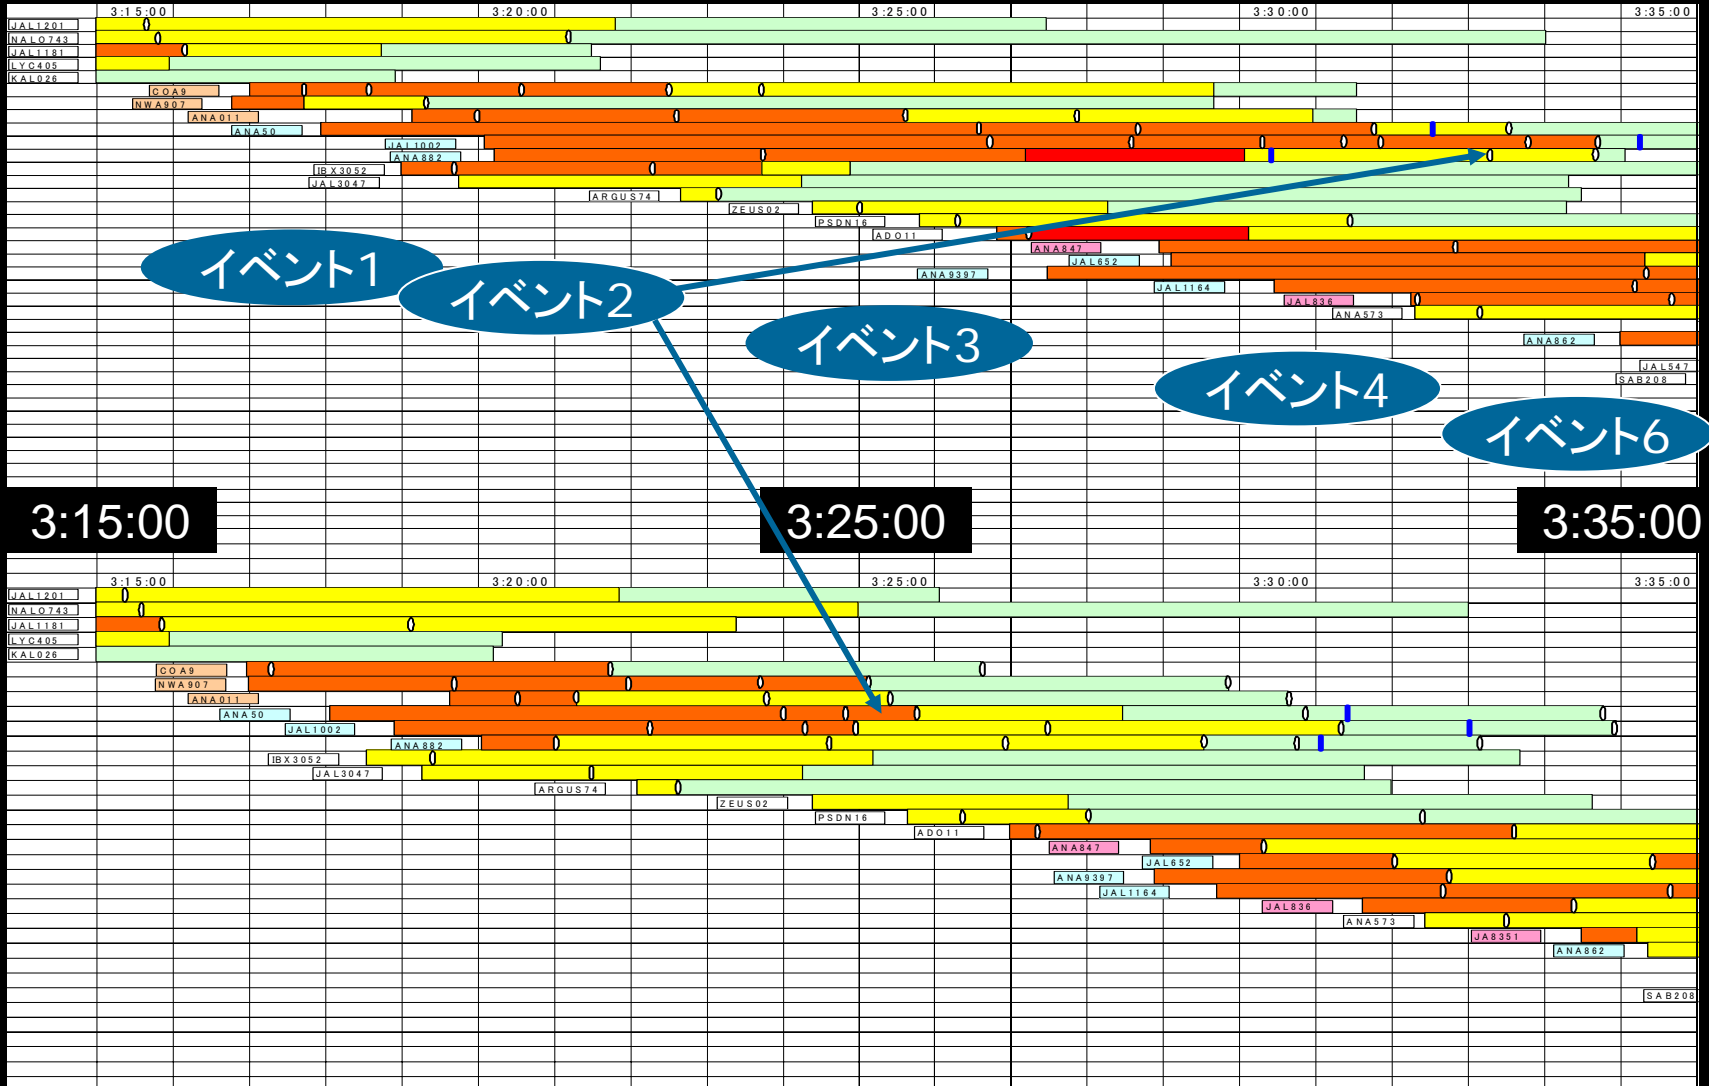 3:15:00 3:20:00 3:25:00 3:30:00 3:35:00
JAL1201
NALO743
JAL1181
LYC405
KAL026
COA9
NWA907
ANA011
ANA50
JAL1002
ANA882
IBX3052
JAL3047
ARGUS74
ZEUS02
PSDN16
ADO11
ANA847
JAL652
ANA9397
JAL1164
JAL836
ANA573
ANA862
JAL547
SAB208
イベント1
イベント2
イベント3
イベント4
イベント6
3:15:00 3:25:00 3:35:00
3:15:00 3:20:00 3:25:00 3:30:00 3:35:00
JAL1201
NALO743
JAL1181
LYC405
KAL026
COA9
NWA907
ANA011
ANA50
JAL1002
ANA882
IBX3052
JAL3047
ARGUS74
ZEUS02
PSDN16
ADO11
ANA847
JAL652
ANA9397
JAL1164
JAL836
ANA573
JA8351
ANA862
SAB208